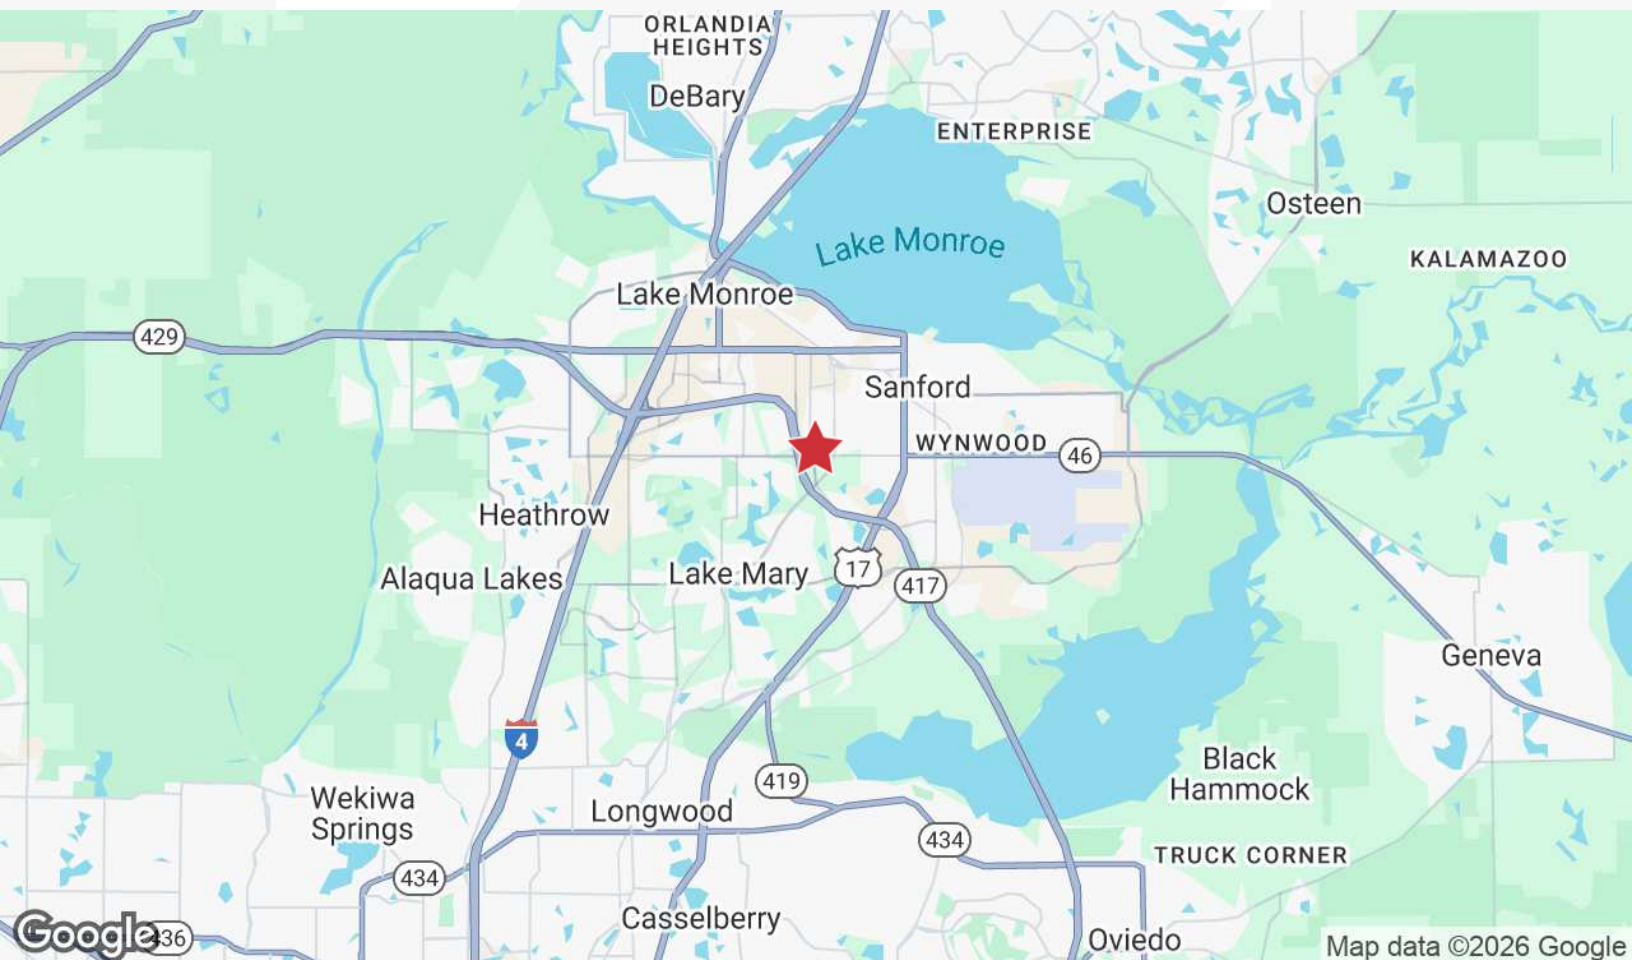 ORLANDIA
HEIGHTS
DeBary
ENTERPRISE
Osteen
Lake Monroe
KALAMAZOO
Lake Monroe
429
Sanford
WYNWOOD
46
Heathrow
Lake Mary
17
Alaqua Lakes
417
Geneva
4
Black
Hammock
419
Wekiwa
Springs
Longwood
434
TRUCK CORNER
434
Casselberry
Oviedo
Google
436
Map data ©2026 Google